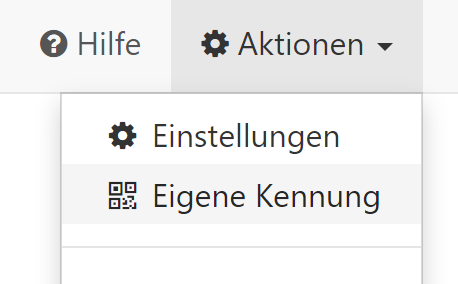 Hilfe Aktionen
Einstellungen
Eigene Kennung